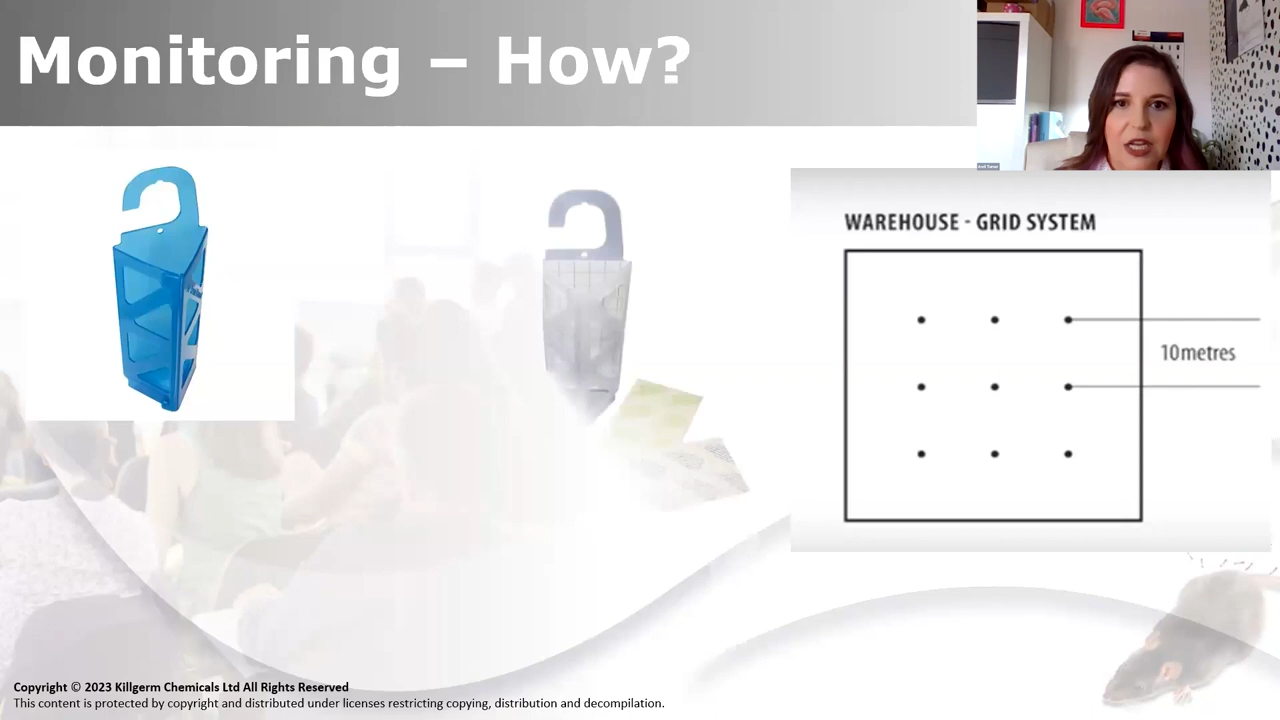 Monitoring – How?
WAREHOUSE - GRID SYSTEM
10metres
Copyright © 2023 Killgerm Chemicals Ltd All Rights Reserved
This content is protected by copyright and distributed under licenses restricting copying, distribution and decompilation.